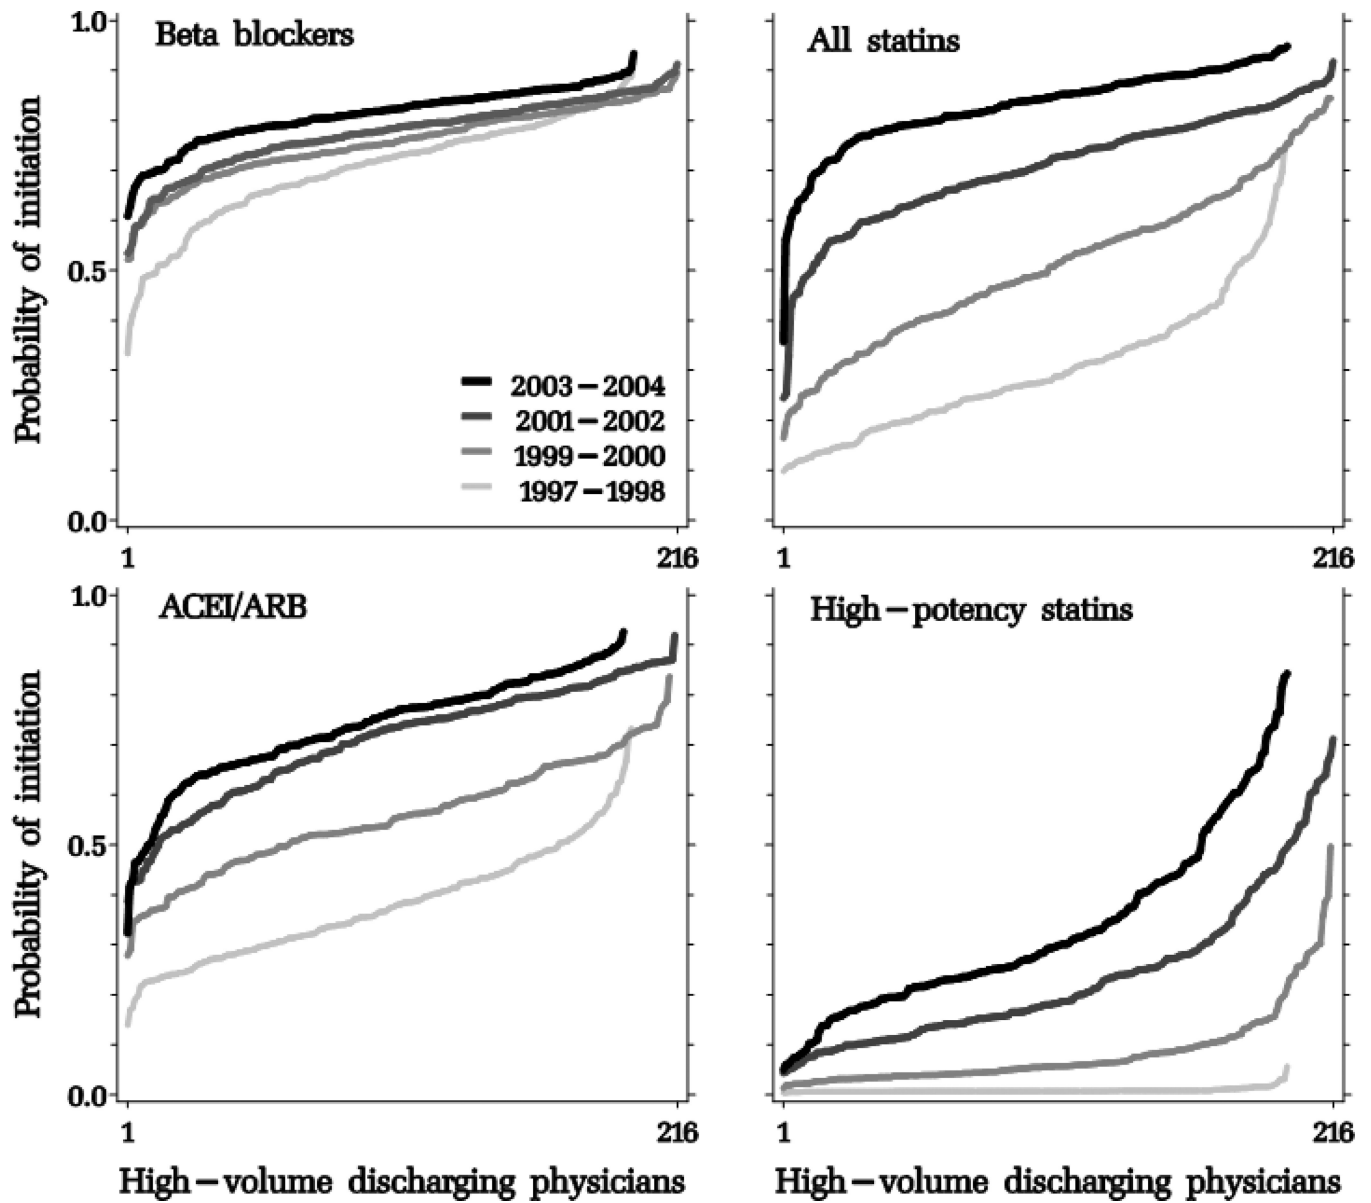 Beta blockers
All statins
1.0
0.5
0.0
Probability of initiation
2003–2004
2001–2002
1999–2000
1997–1998
1
216
1
216
ACEI/ARB
High–potency statins
1.0
0.5
0.0
Probability of initiation
1
216
1
216
High–volume discharging physicians
High–volume discharging physicians